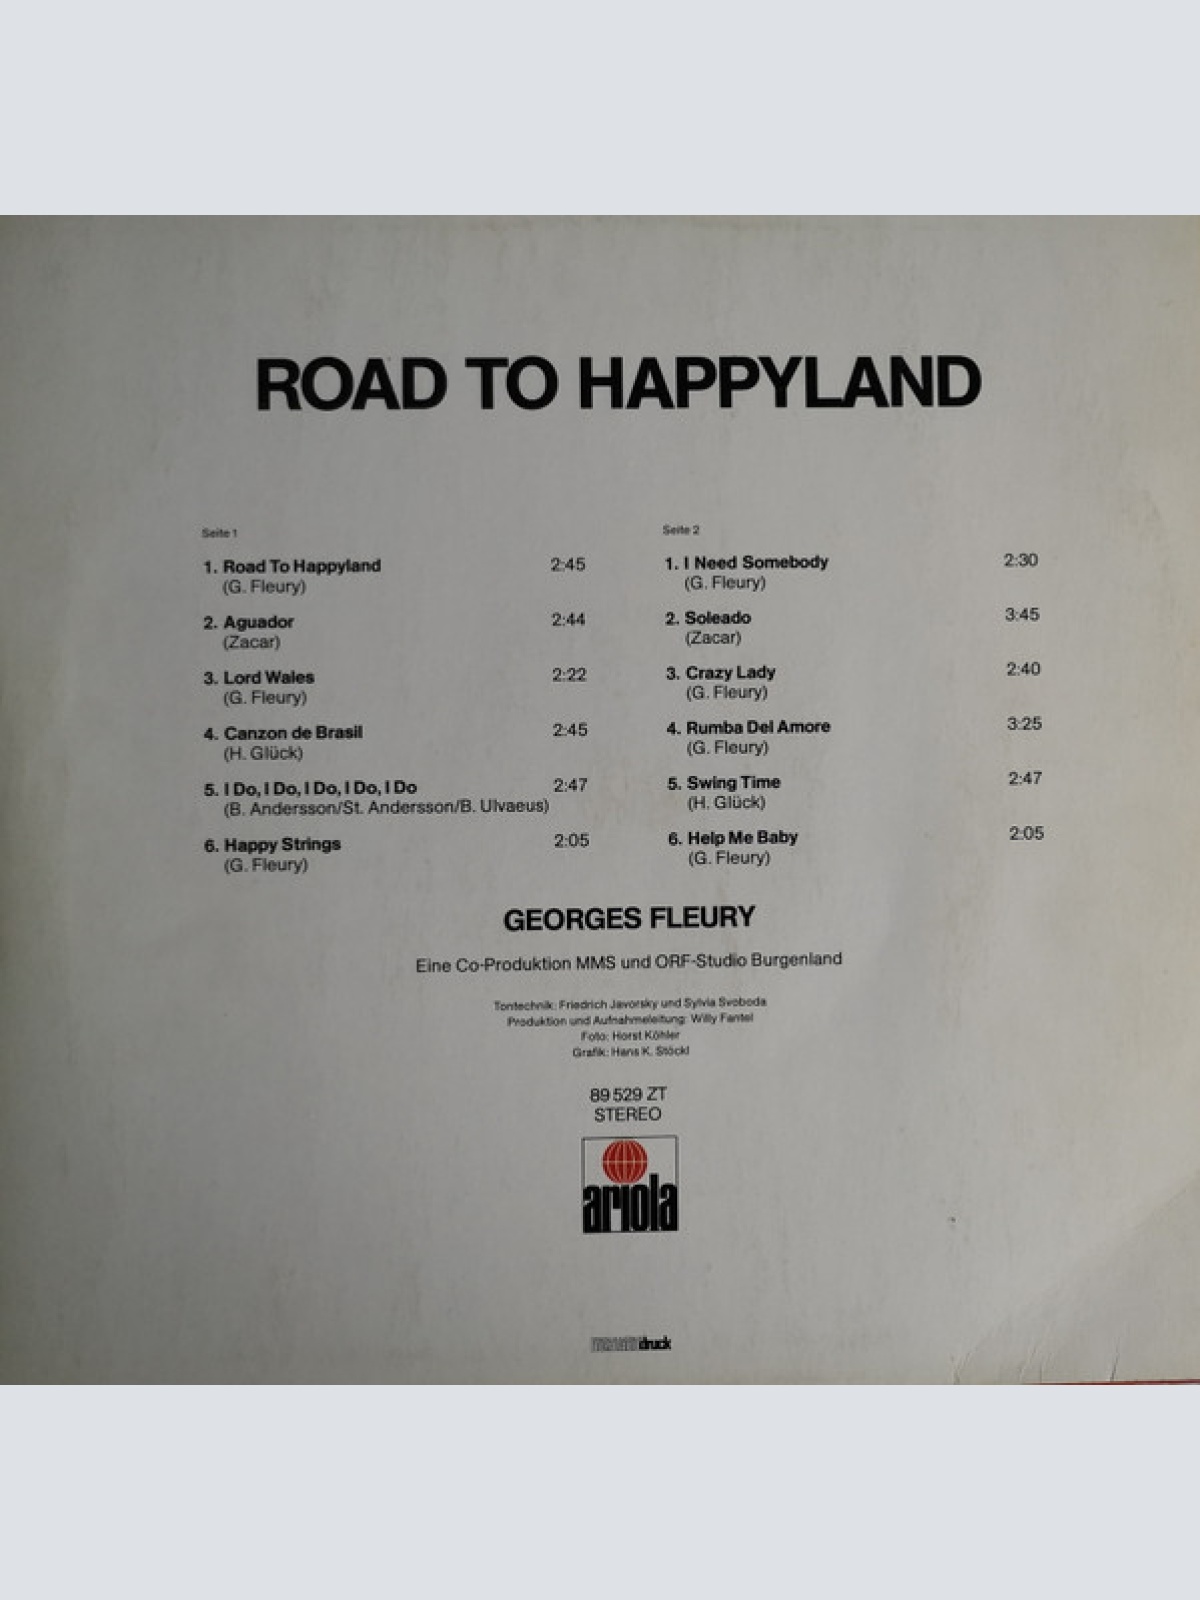 ROAD TO HAPPYLAND
Seite 1
1. Road To Happyland 2:45
(G. Fleury)
2. Aguador 2:44
(Zacar)
3. Lord Wales 2:22
(G. Fleury)
4. Canzon de Brasil 2:45
(H. Glück)
5. I Do, I Do, I Do, I Do, I Do 2:47
(B. Andersson/St. Andersson/B. Ulvaeus)
6. Happy Strings 2:05
(G. Fleury)
Seite 2
1. I Need Somebody 2:30
(G. Fleury)
2. Soleado 3:45
(Zacar)
3. Crazy Lady 2:40
(G. Fleury)
4. Rumba Del Amore 3:25
(G. Fleury)
5. Swing Time 2:47
(H. Glück)
6. Help Me Baby 2:05
(G. Fleury)
GEORGES FLEURY
Eine Co-Produktion MMS und ORF-Studio Burgenland
Tontechnik: Friedrich Javorsky und Sylvia Svoboda
Produktion und Aufnahmeleitung: Willy Fantel
Foto: Horst Köhler
Grafik: Hans K. Stöckl
89 529 ZT
STEREO
ariola
druck